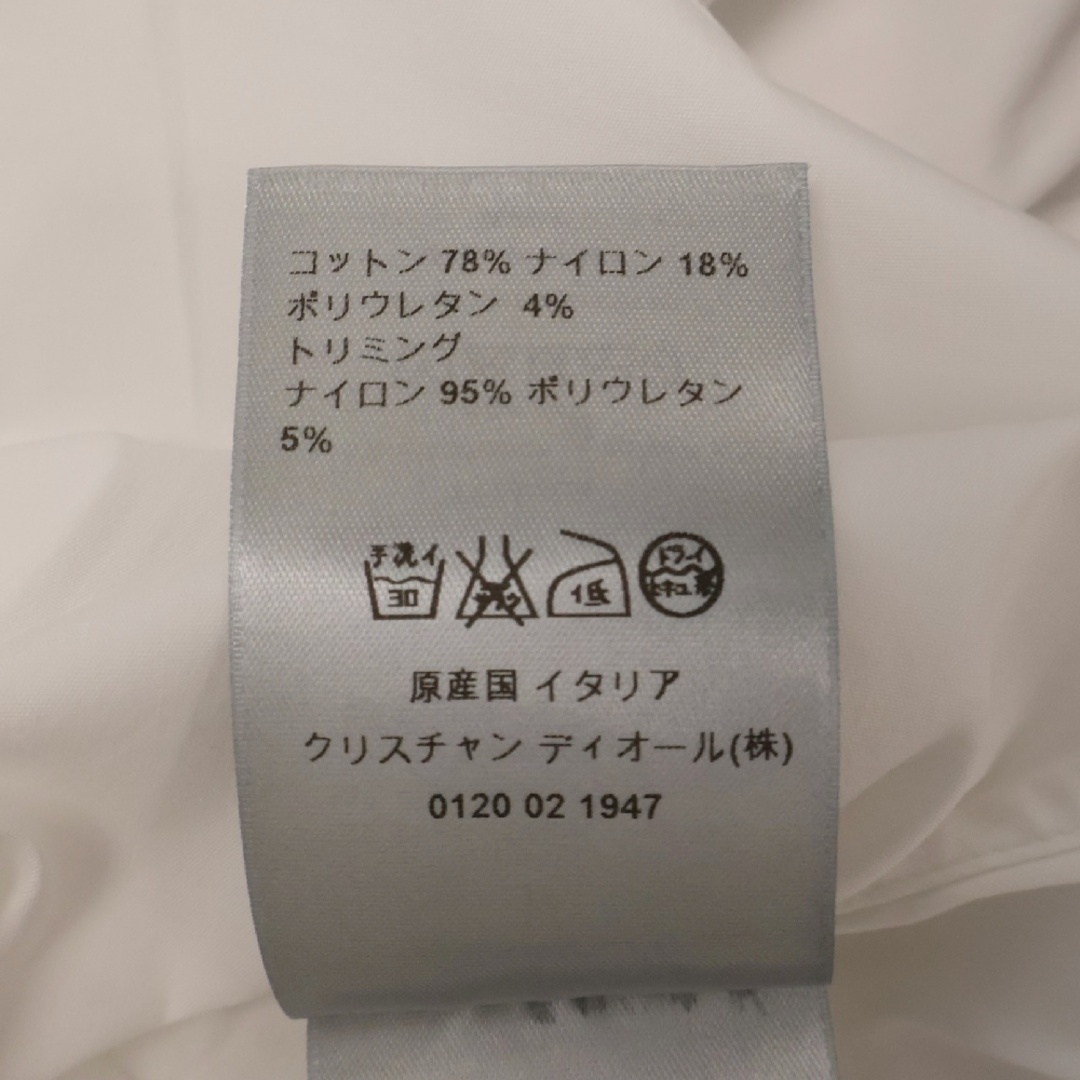 コットン 78% ナイロン 18%
ポリウレタン 4%
トリミング
ナイロン 95% ポリウレタン
5%
手洗イ
30
低
ドライ
原産国 イタリア
クリスチャン ディオール(株)
0120 02 1947